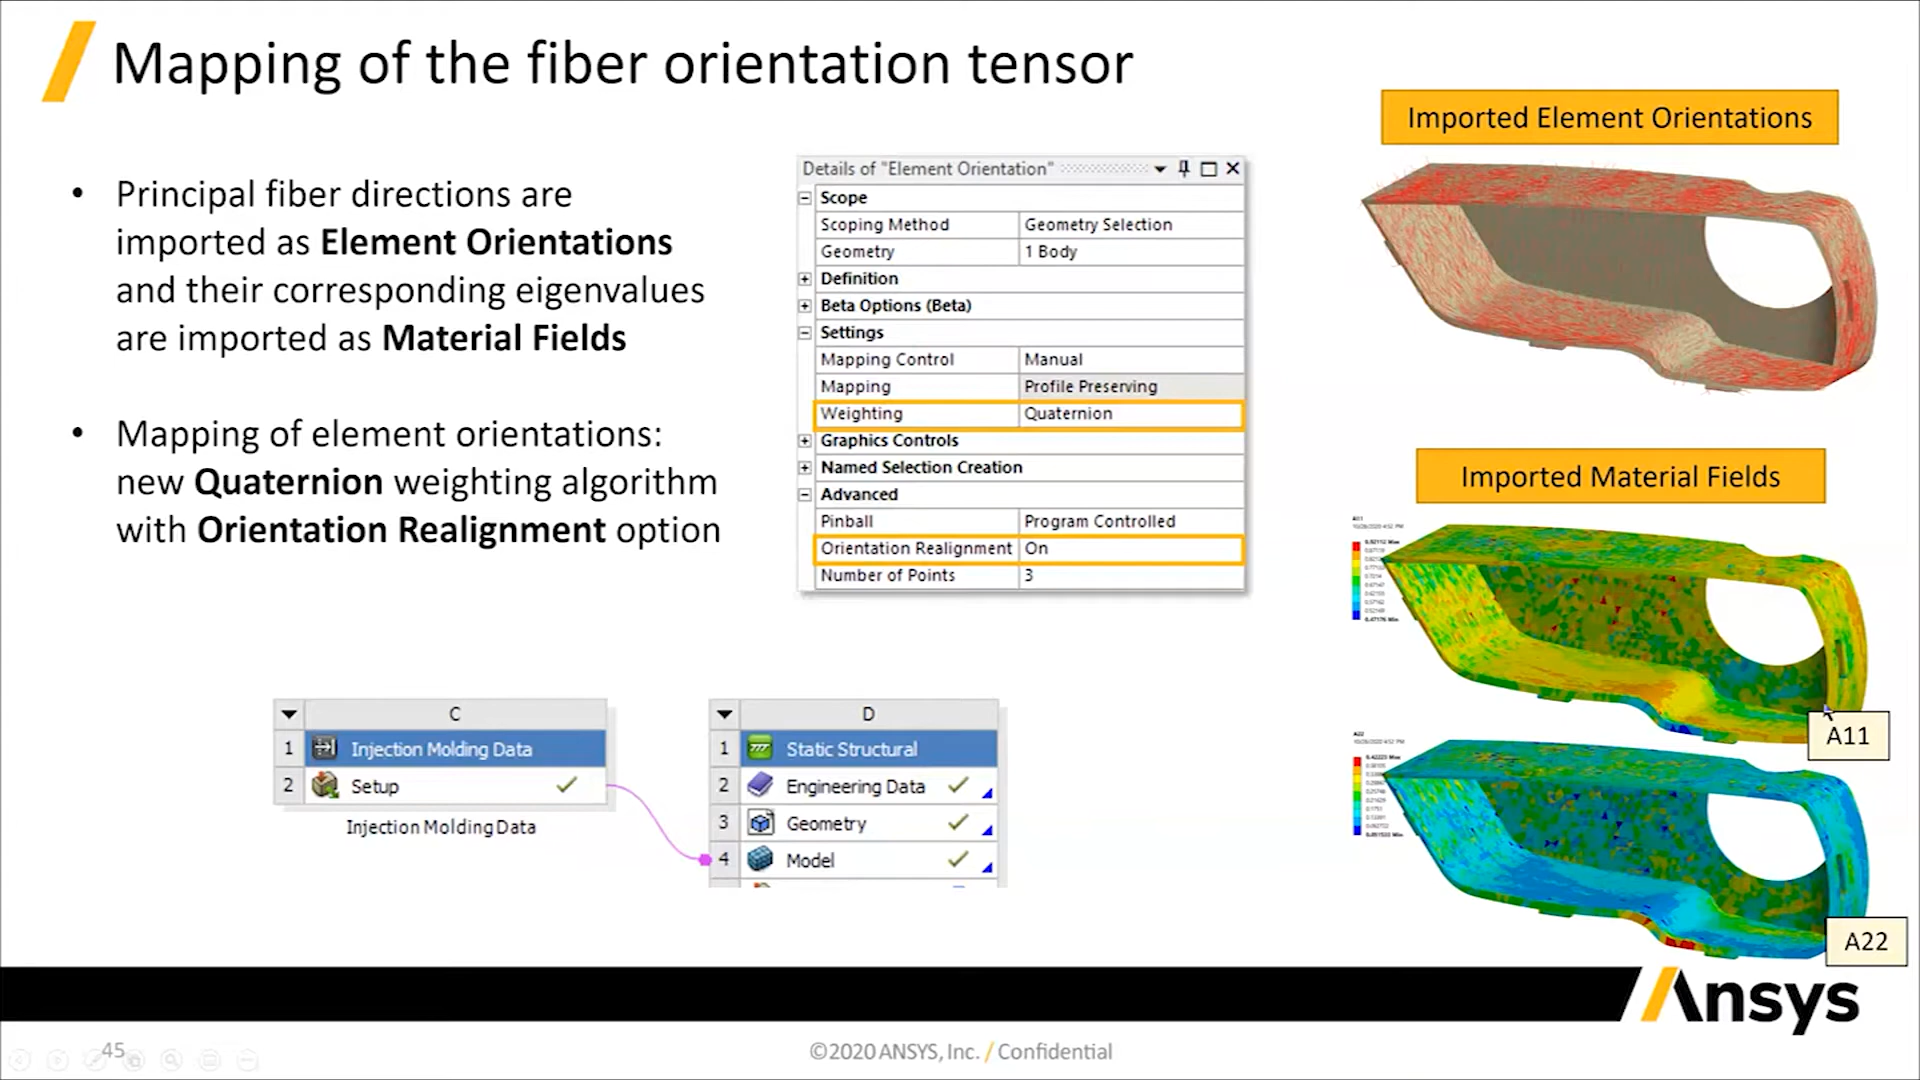 Mapping of the fiber orientation tensor
• Principal fiber directions are
imported as Element Orientations
and their corresponding eigenvalues
are imported as Material Fields
• Mapping of element orientations:
new Quaternion weighting algorithm
with Orientation Realignment option
Details of "Element Orientation"
Scope
Scoping Method Geometry Selection
Geometry 1 Body
Definition
Beta Options (Beta)
Settings
Mapping Control Manual
Mapping Profile Preserving
Weighting Quaternion
Graphics Controls
Named Selection Creation
Advanced
Pinball Program Controlled
Orientation Realignment On
Number of Points 3
Imported Element Orientations
Imported Material Fields
A11
A22
C
1 Injection Molding Data
2 Setup
Injection Molding Data
D
1 Static Structural
2 Engineering Data
3 Geometry
4 Model
Ansys
45
©2020 ANSYS, Inc. / Confidential